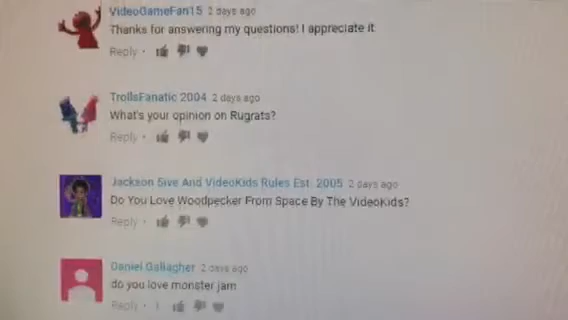 VideoGameFan15 2 days ago
Thanks for answering my questions! I appreciate it
Reply •
TrollsFanatic 2004 2 days ago
What's your opinion on Rugrats?
Reply •
Jackson 5ive And VideoKids Rules Est. 2005 2 days ago
Do You Love Woodpecker From Space By The VideoKids?
Reply •
Daniel Gallagher 2 days ago
do you love monster jam
Reply • 1